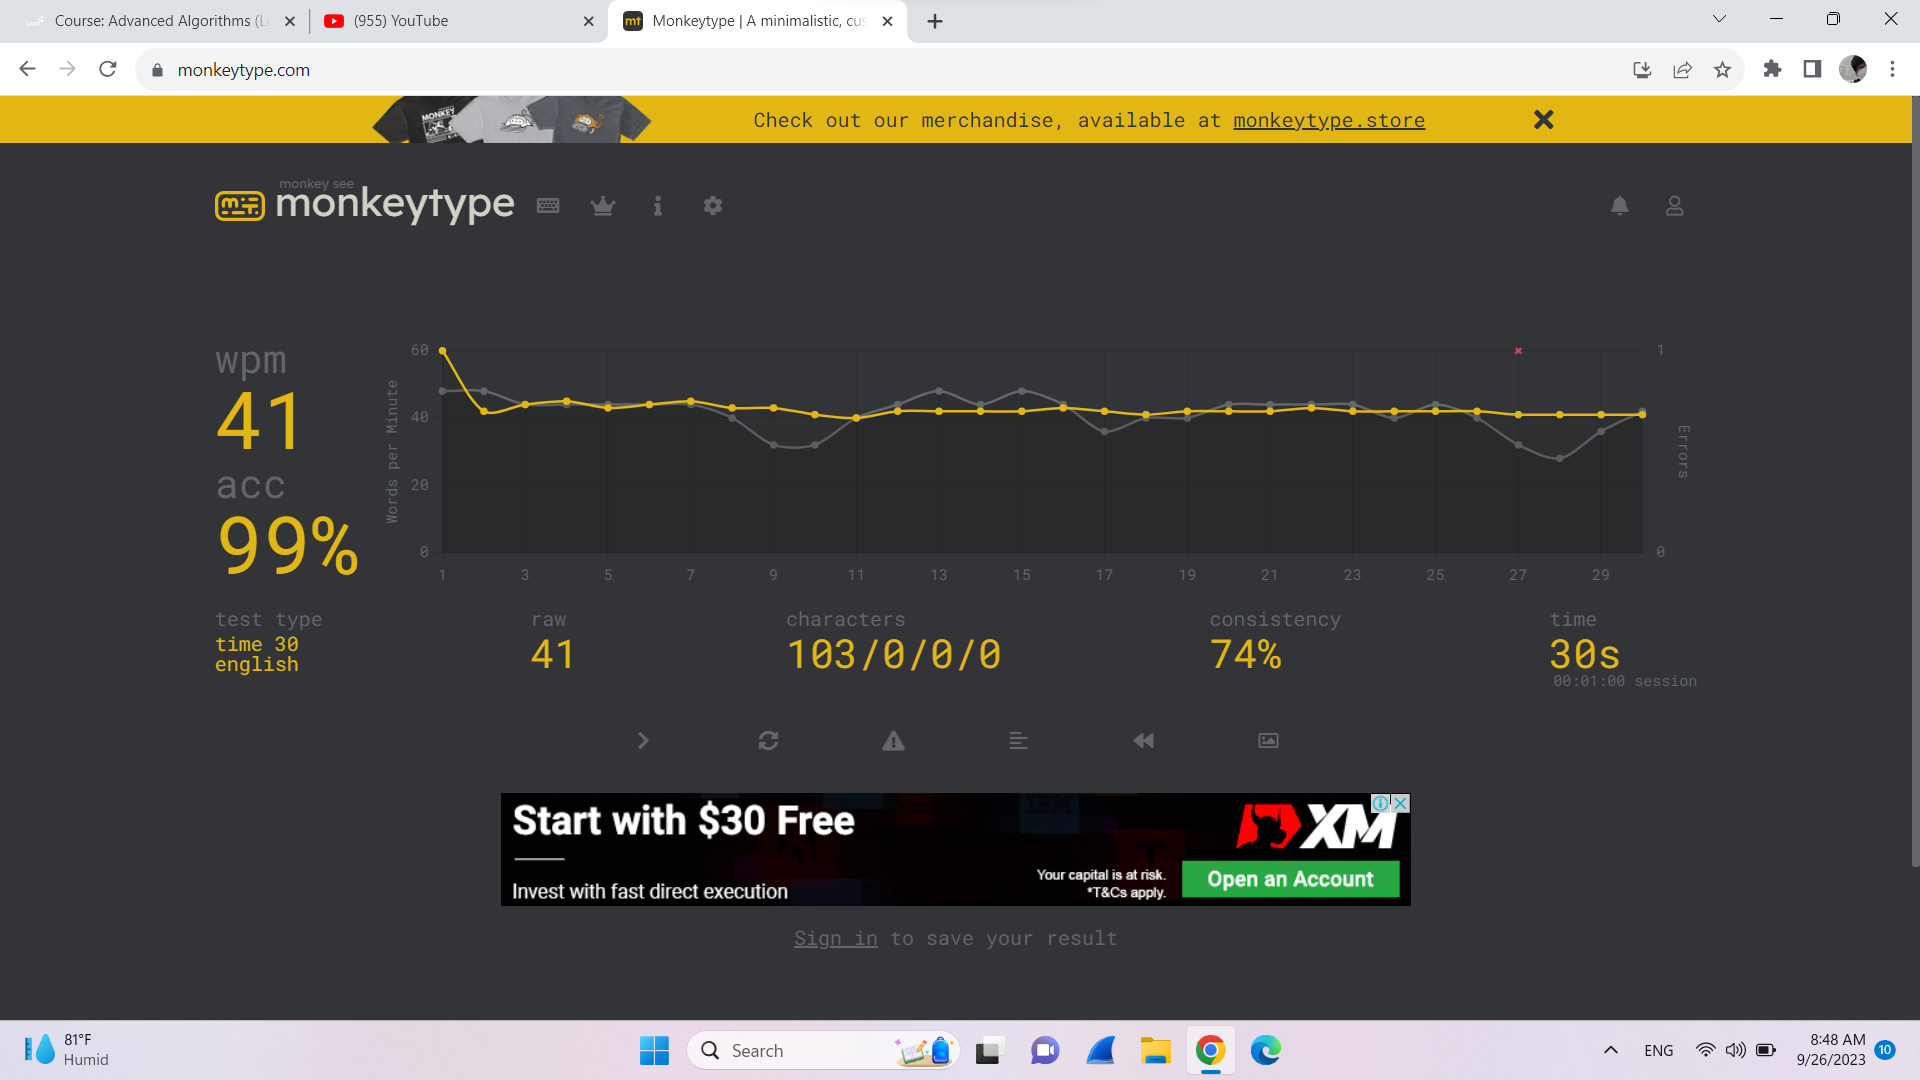 Course: Advanced Algorithms (L
(955) YouTube
mt
Monkeytype | A minimalistic, cus
monkeytype.com
MONKEY
Check out our merchandise, available at monkeytype.store
monkey see
monkeytype
wpm
41
acc
99%
Words per Minute
60
40
20
0
1 3 5 7 9 11 13 15 17 19 21 23 25 27 29
1
0
Errors
test type
time 30
english
raw
41
characters
103/0/0/0
consistency
74%
time
30s
00:01:00 session
Start with $30 Free
Invest with fast direct execution
IBM
XM
Your capital is at risk.
*T&Cs apply.
Open an Account
Sign in to save your result
81°F
Humid
Search
ENG
8:48 AM
9/26/2023
10